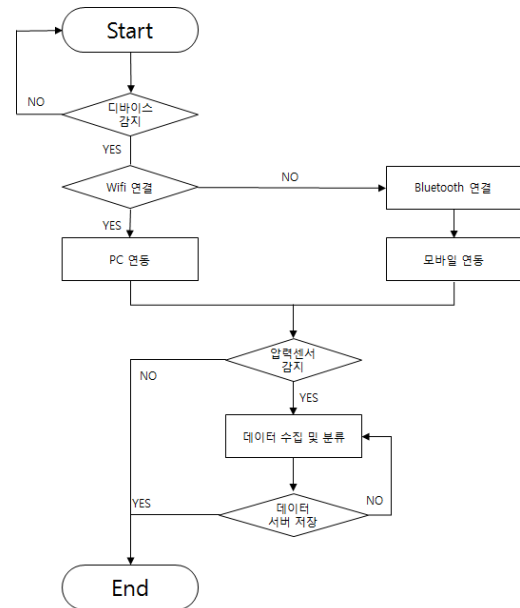 Start
NO
디바이스
감지
YES
Wifi 연결
NO
Bluetooth 연결
YES
PC 연동
모바일 연동
압력센서
감지
NO
YES
데이터 수집 및 분류
YES
데이터
서버 저장
NO
End